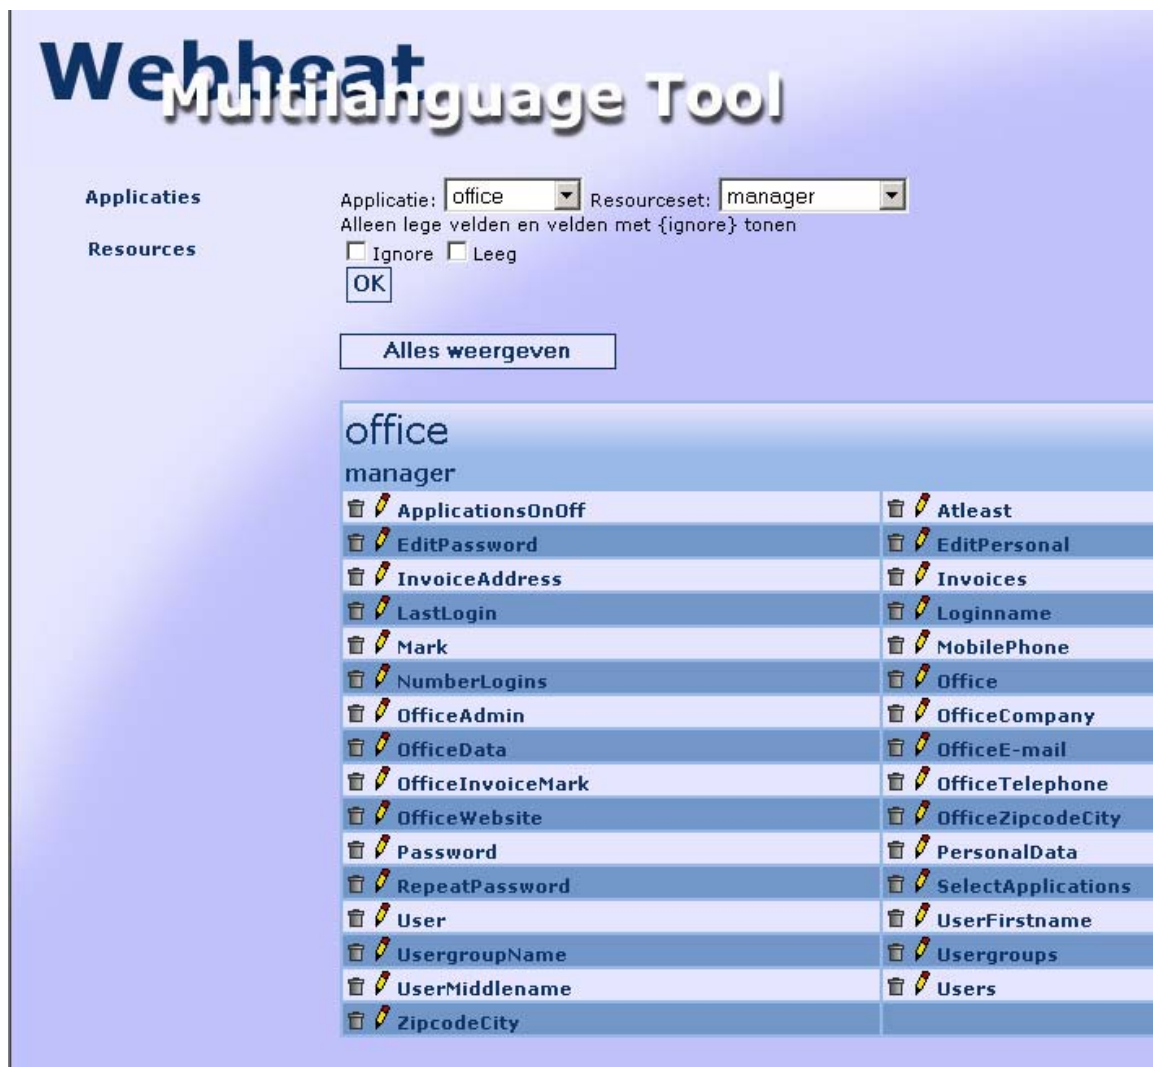 Webbeat
Multilanguage Tool
Applicaties
Resources
Applicatie: office Resourceset: manager
Alleen lege velden en velden met {ignore} tonen
Ignore Leeg
OK
Alles weergeven
office
manager
ApplicationsOnOff Atleast
EditPassword EditPersonal
InvoiceAddress Invoices
LastLogin Loginname
Mark MobilePhone
NumberLogins Office
OfficeAdmin OfficeCompany
OfficeData OfficeE-mail
OfficeInvoiceMark OfficeTelephone
OfficeWebsite OfficeZipcodeCity
Password PersonalData
RepeatPassword SelectApplications
User UserFirstname
UsergroupName Usergroups
UserMiddlename Users
ZipcodeCity